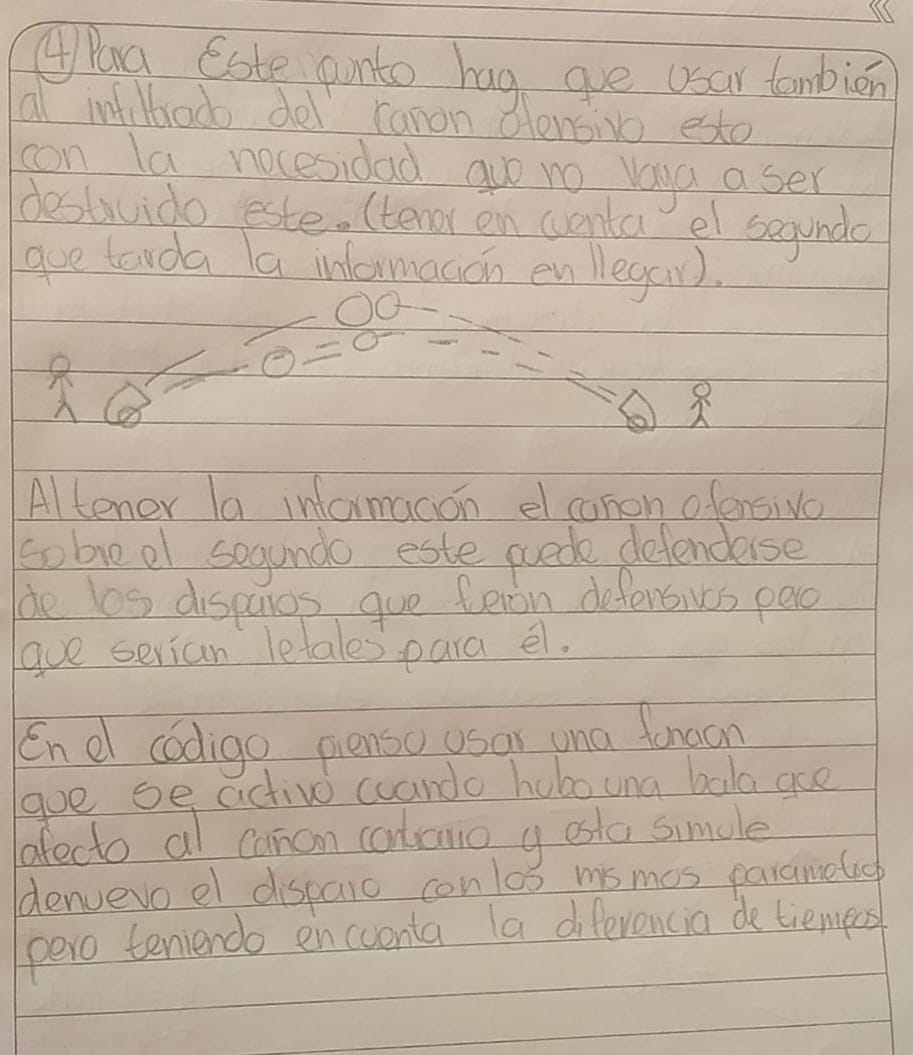 ④ Para Este punto hay que usar también
al infiltrado del cañon ofensivo esto
con la necesidad que no vaya a ser
destruido este. (tener en cuenta el segundo
que tarda la información en llegar).
Al tener la información el cañon ofensivo
sobre el segundo este puede defenderse
de los disparos que feron defensivos pero
que serian letales para él.
En el código pienso usar una funcion
que se active cuando hubo una bala que
afecto al cañon contrario y esta simule
denuevo el disparo con los mismos parametros
pero teniendo en cuenta la diferencia de tiempos